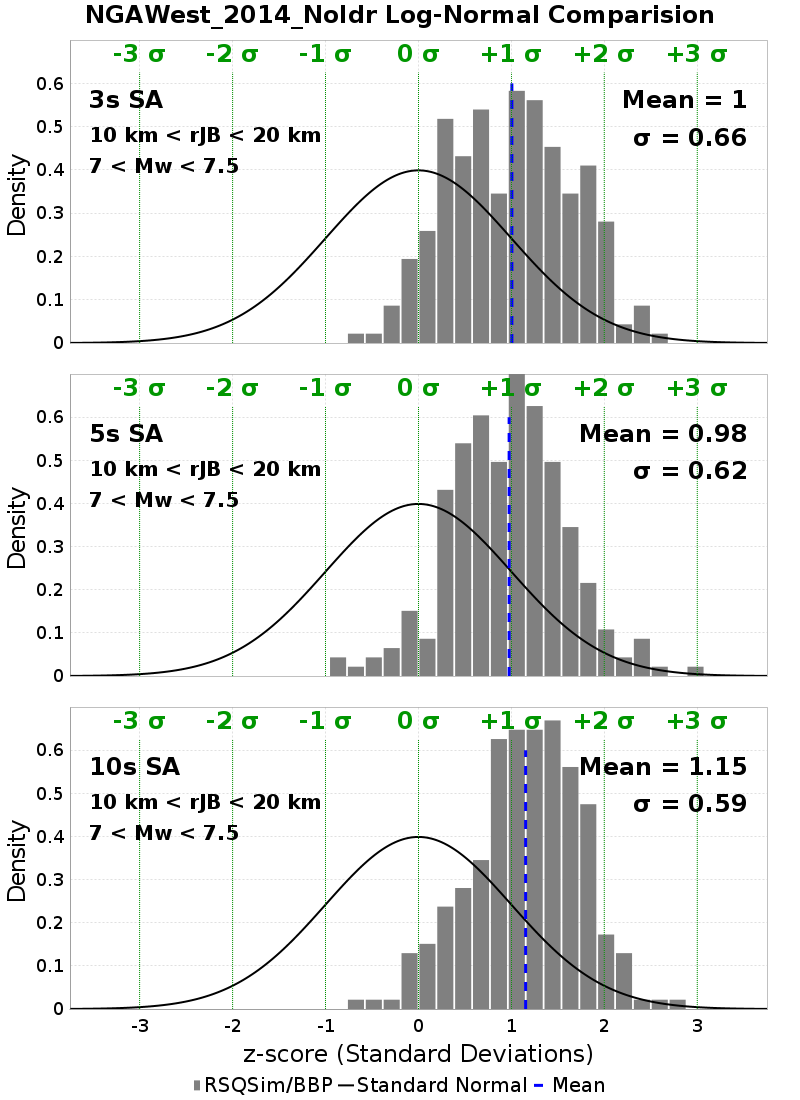 NGAWest_2014_NoIdr Log-Normal Comparision
-3 σ -2 σ -1 σ 0 σ +1 σ +2 σ +3 σ
3s SA
Mean = 1
10 km < rJB < 20 km
σ = 0.66
7 < Mw < 7.5
Density
0.6
0.5
0.4
0.3
0.2
0.1
0
-3 σ -2 σ -1 σ 0 σ +1 σ +2 σ +3 σ
5s SA
Mean = 0.98
10 km < rJB < 20 km
σ = 0.62
7 < Mw < 7.5
Density
0.6
0.5
0.4
0.3
0.2
0.1
0
-3 σ -2 σ -1 σ 0 σ +1 σ +2 σ +3 σ
10s SA
Mean = 1.15
10 km < rJB < 20 km
σ = 0.59
7 < Mw < 7.5
Density
0.6
0.5
0.4
0.3
0.2
0.1
0
-3 -2 -1 0 1 2 3
z-score (Standard Deviations)
RSQSim/BBP Standard Normal Mean